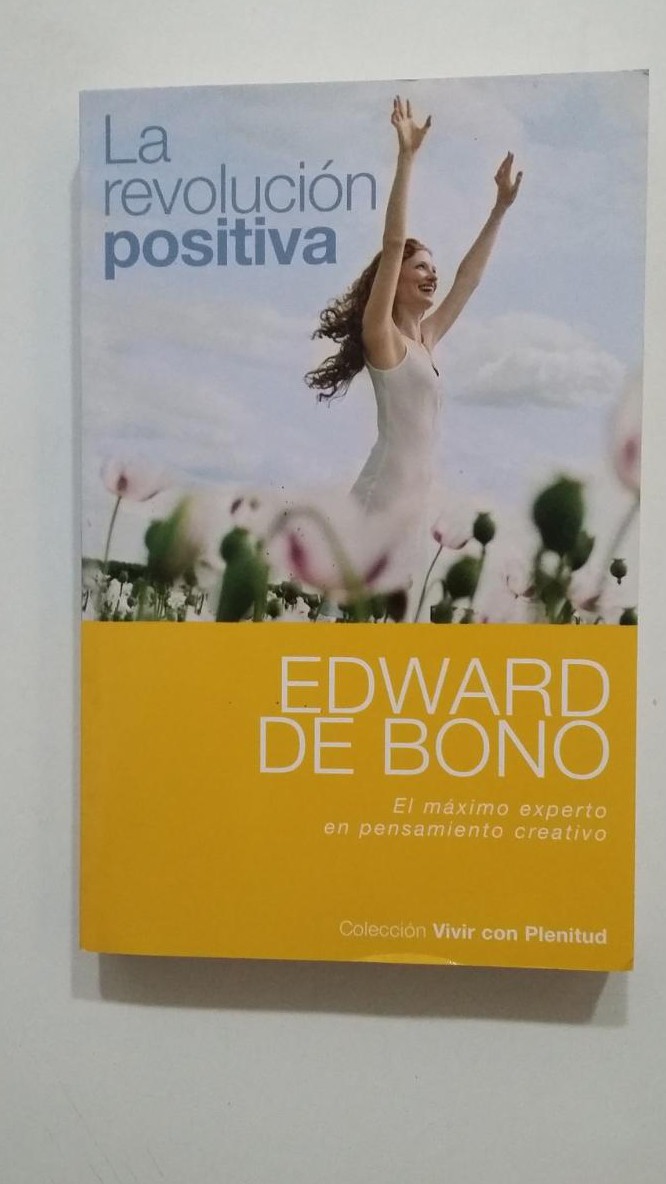 La
revolución
positiva
EDWARD
DE BONO
El máximo experto
en pensamiento creativo
Colección Vivir con Plenitud